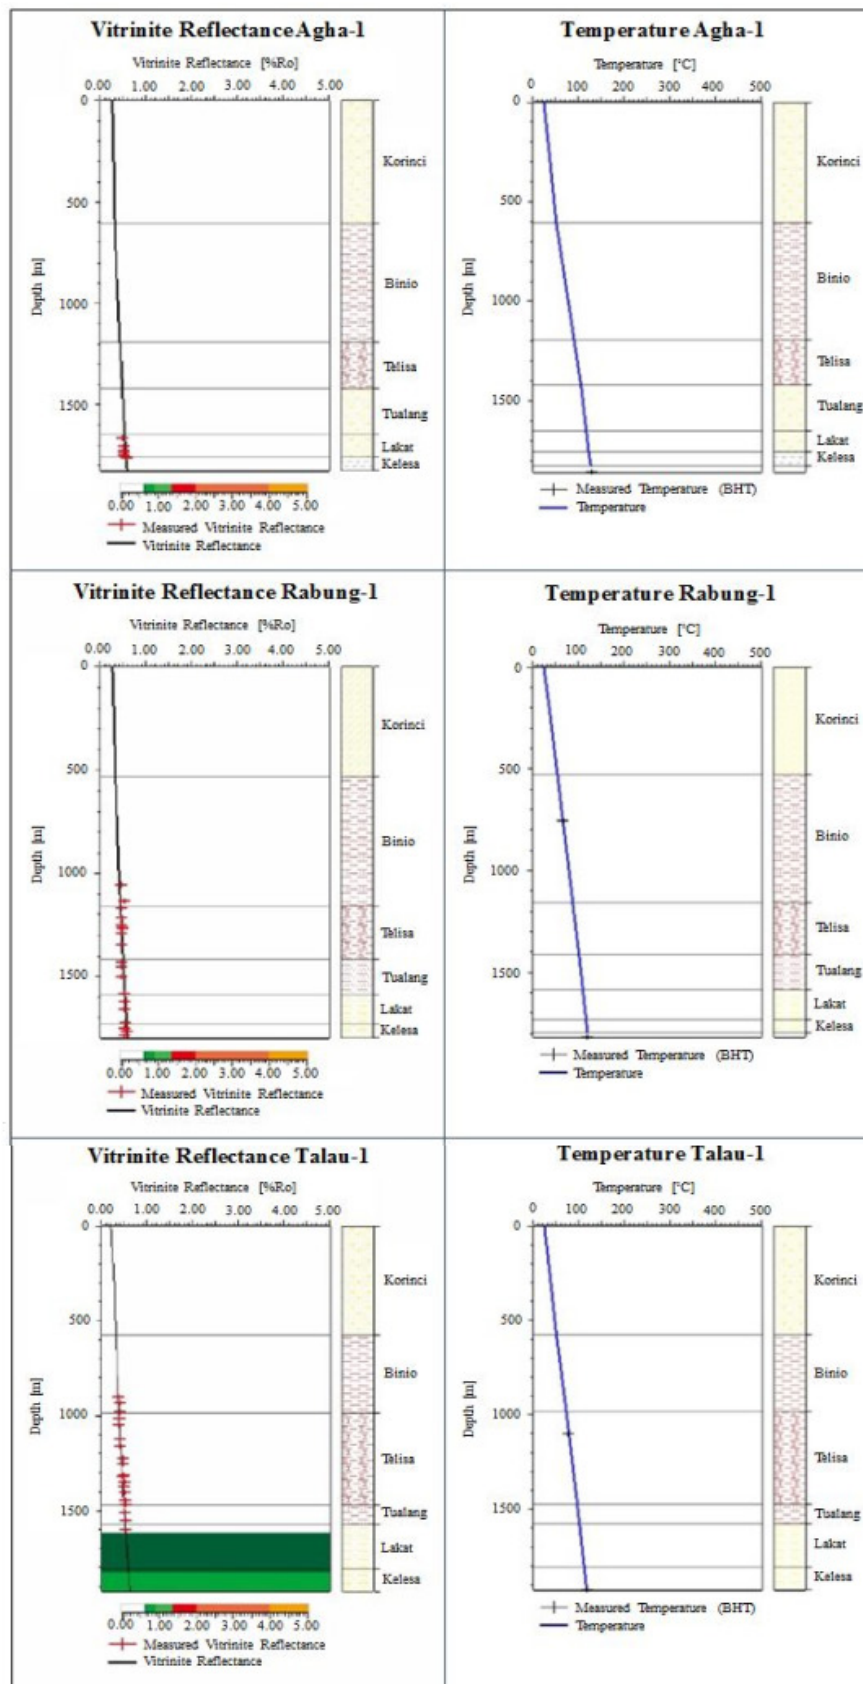 Vitrinite Reflectance Agha-1
Vitrinite Reflectance [%Ro]
0.00 1.00 2.00 3.00 4.00 5.00
0
500
1000
1500
Depth [m]
Korinci
Binio
Telisa
Tualang
Lakat
Kelesa
0.00 1.00 2.00 3.00 4.00 5.00
Measured Vitrinite Reflectance
Vitrinite Reflectance
Temperature Agha-1
Temperature [°C]
0 100 200 300 400 500
0
500
1000
1500
Depth [m]
Korinci
Binio
Telisa
Tualang
Lakat
Kelesa
Measured Temperature (BHT)
Temperature
Vitrinite Reflectance Rabung-1
Vitrinite Reflectance [%Ro]
0.00 1.00 2.00 3.00 4.00 5.00
0
500
1000
1500
Depth [m]
Korinci
Binio
Telisa
Tualang
Lakat
Kelesa
0.00 1.00 2.00 3.00 4.00 5.00
Measured Vitrinite Reflectance
Vitrinite Reflectance
Temperature Rabung-1
Temperature [°C]
0 100 200 300 400 500
0
500
1000
1500
Depth [m]
Korinci
Binio
Telisa
Tualang
Lakat
Kelesa
Measured Temperature (BHT)
Temperature
Vitrinite Reflectance Talau-1
Vitrinite Reflectance [%Ro]
0.00 1.00 2.00 3.00 4.00 5.00
0
500
1000
1500
Depth [m]
Korinci
Binio
Telisa
Tualang
Lakat
Kelesa
0.00 1.00 2.00 3.00 4.00 5.00
Measured Vitrinite Reflectance
Vitrinite Reflectance
Temperature Talau-1
Temperature [°C]
0 100 200 300 400 500
0
500
1000
1500
Depth [m]
Korinci
Binio
Telisa
Tualang
Lakat
Kelesa
Measured Temperature (BHT)
Temperature